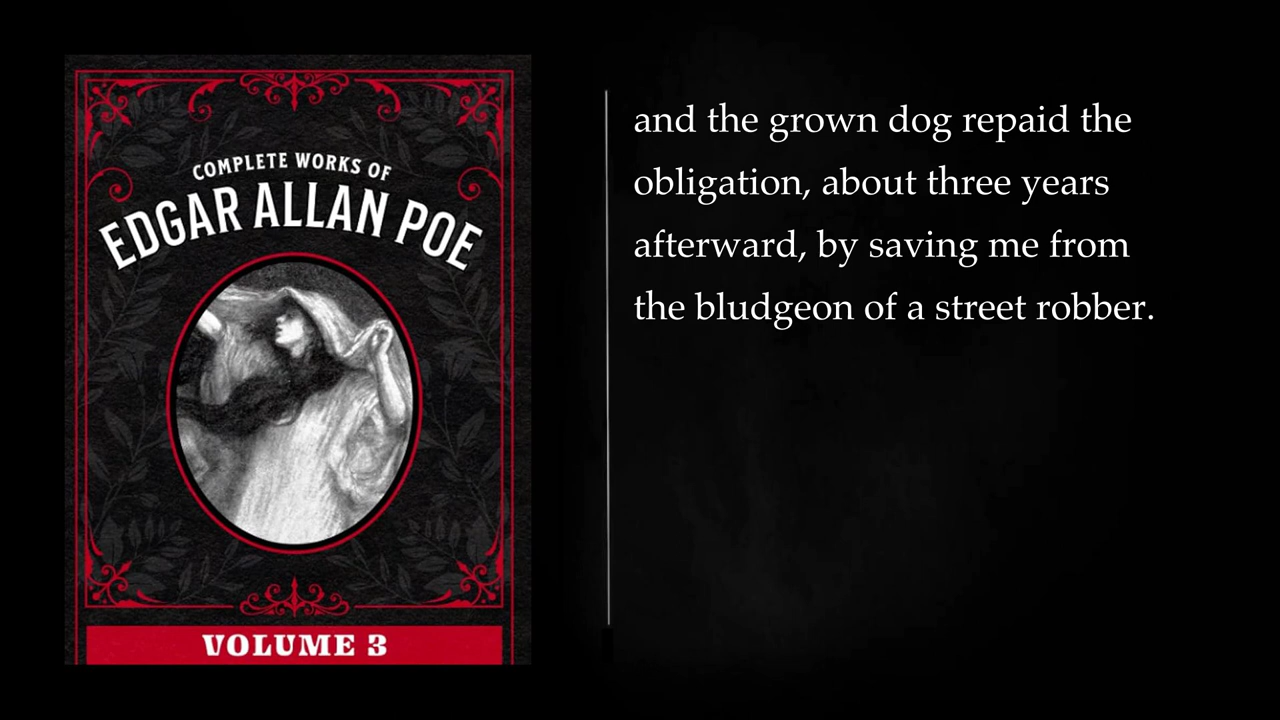 COMPLETE WORKS OF
EDGAR ALLAN POE
VOLUME 3
and the grown dog repaid the
obligation, about three years
afterward, by saving me from
the bludgeon of a street robber.